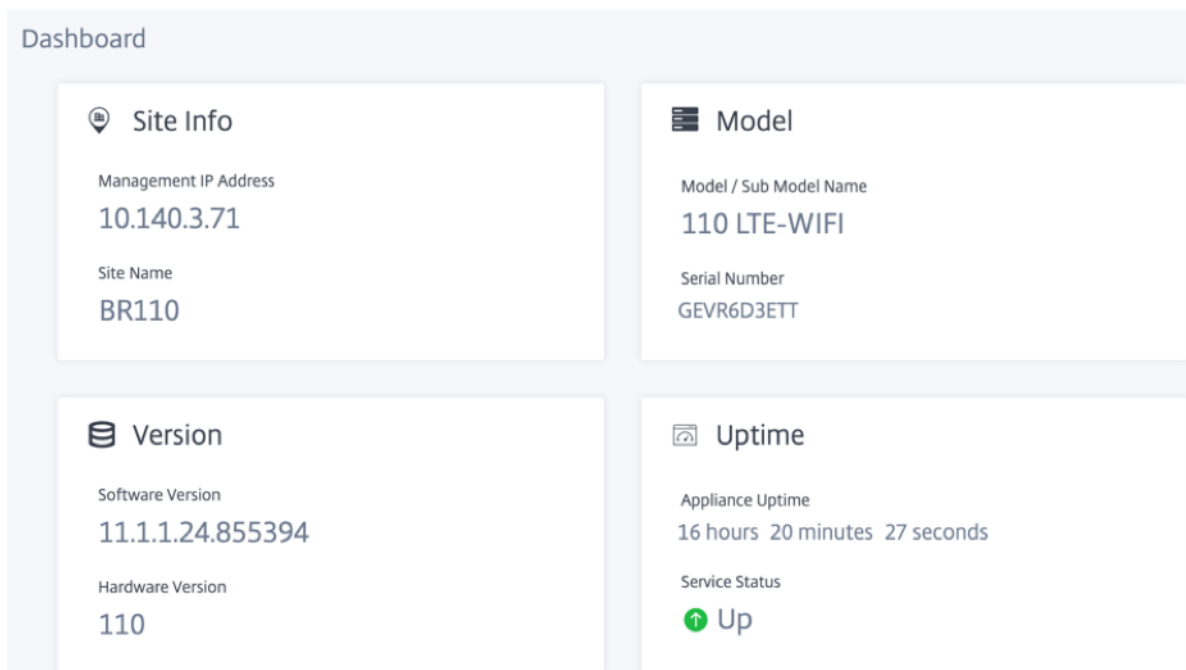 Dashboard
Site Info
Management IP Address
10.140.3.71
Site Name
BR110
Model
Model / Sub Model Name
110 LTE-WIFI
Serial Number
GEVR6D3ETT
Version
Software Version
11.1.1.24.855394
Hardware Version
110
Uptime
Appliance Uptime
16 hours 20 minutes 27 seconds
Service Status
Up